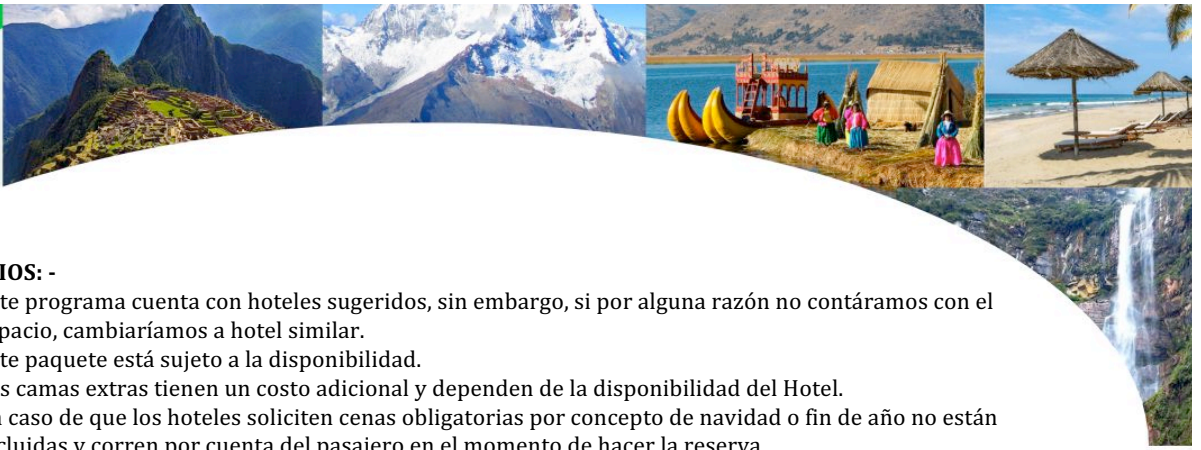 IOS: -
te programa cuenta con hoteles sugeridos, sin embargo, si por alguna razón no contáramos con el
pacio, cambiaríamos a hotel similar.
te paquete está sujeto a la disponibilidad.
s camas extras tienen un costo adicional y dependen de la disponibilidad del Hotel.
caso de que los hoteles soliciten cenas obligatorias por concepto de navidad o fin de año no están
cluidas y corren por cuenta del pasajero en el momento de hacer la reserva